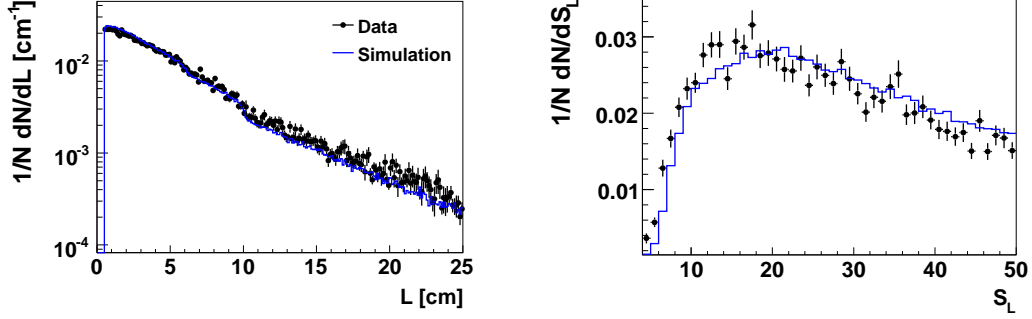 1/N dN/dL [cm⁻¹]
10⁻²
10⁻³
10⁻⁴
Data
Simulation
0 5 10 15 20 25
L [cm]
1/N dN/dS_L
0.03
0.02
0.01
10 20 30 40 50
S_L